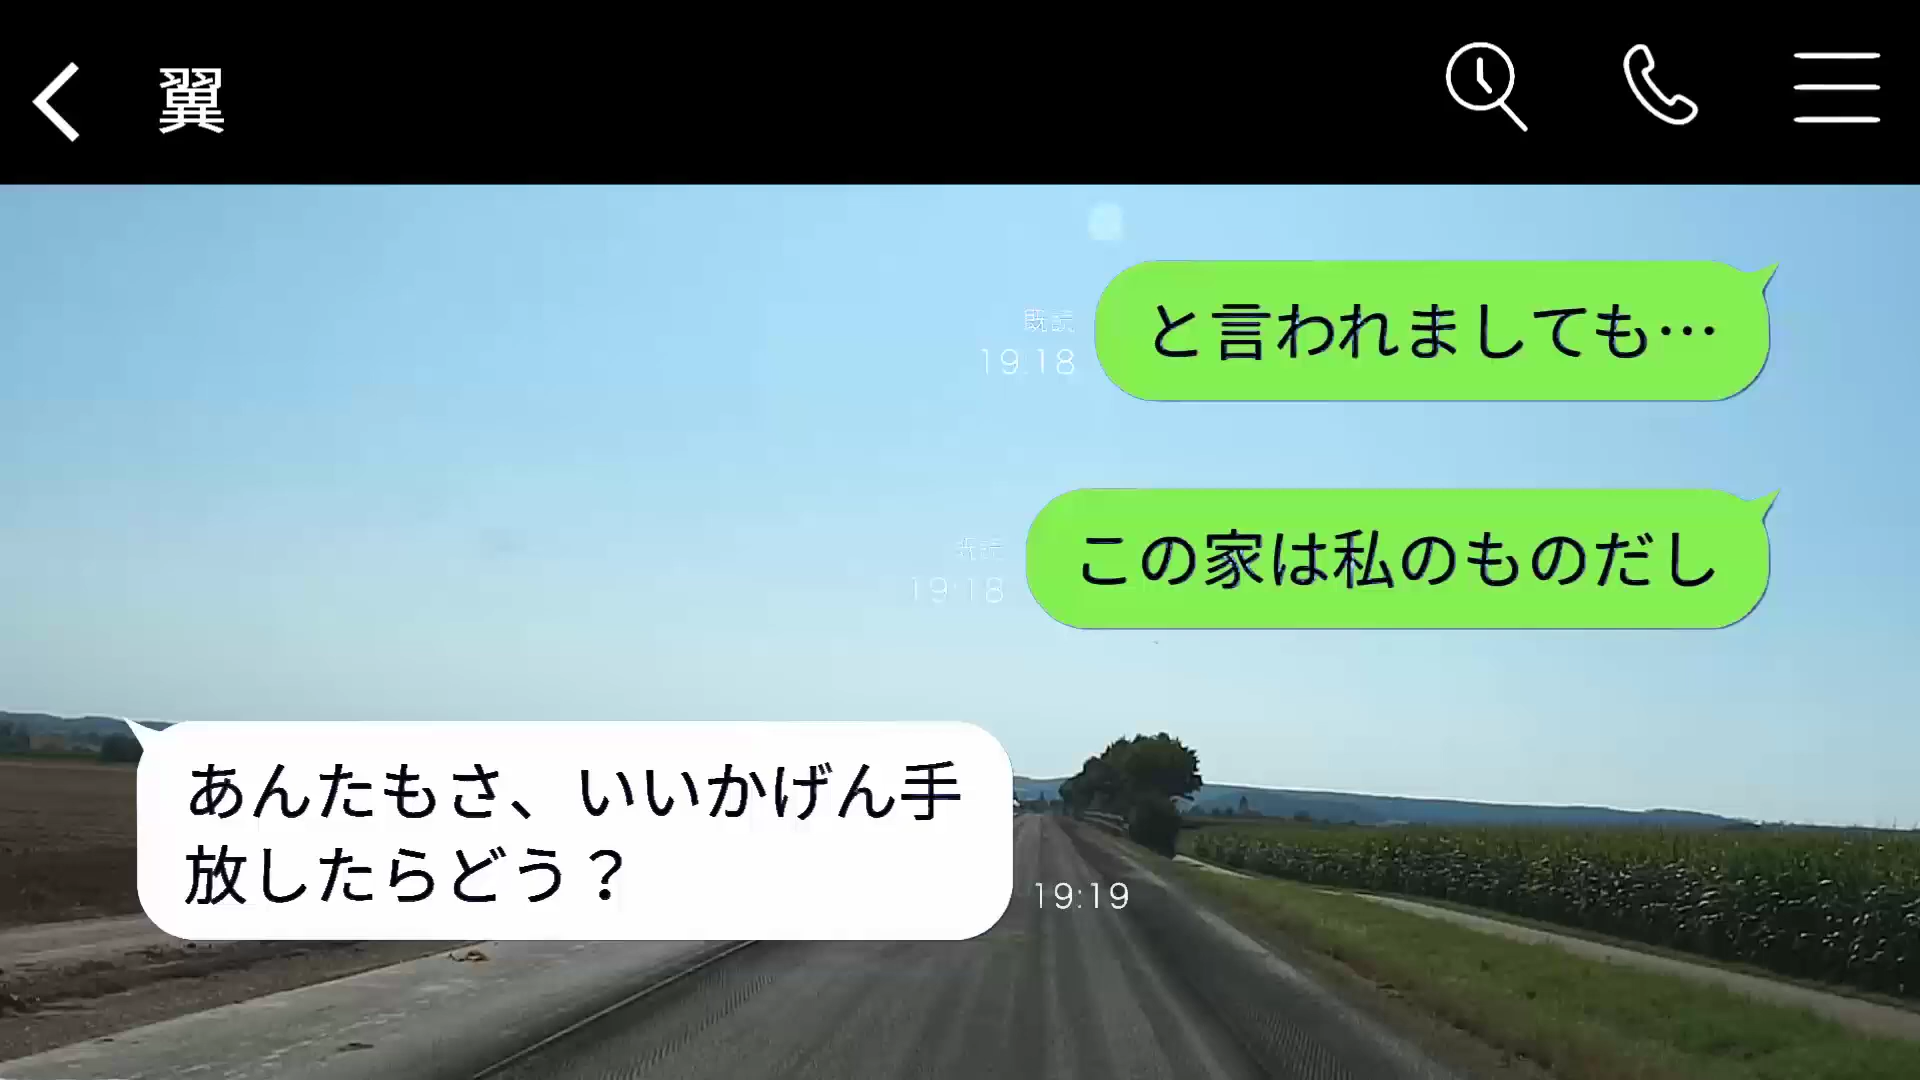 翼
と言われましても…
既読
19:18
この家は私のものだし
既読
19:18
あんたもさ、いいかげん手
放したらどう？
19:19